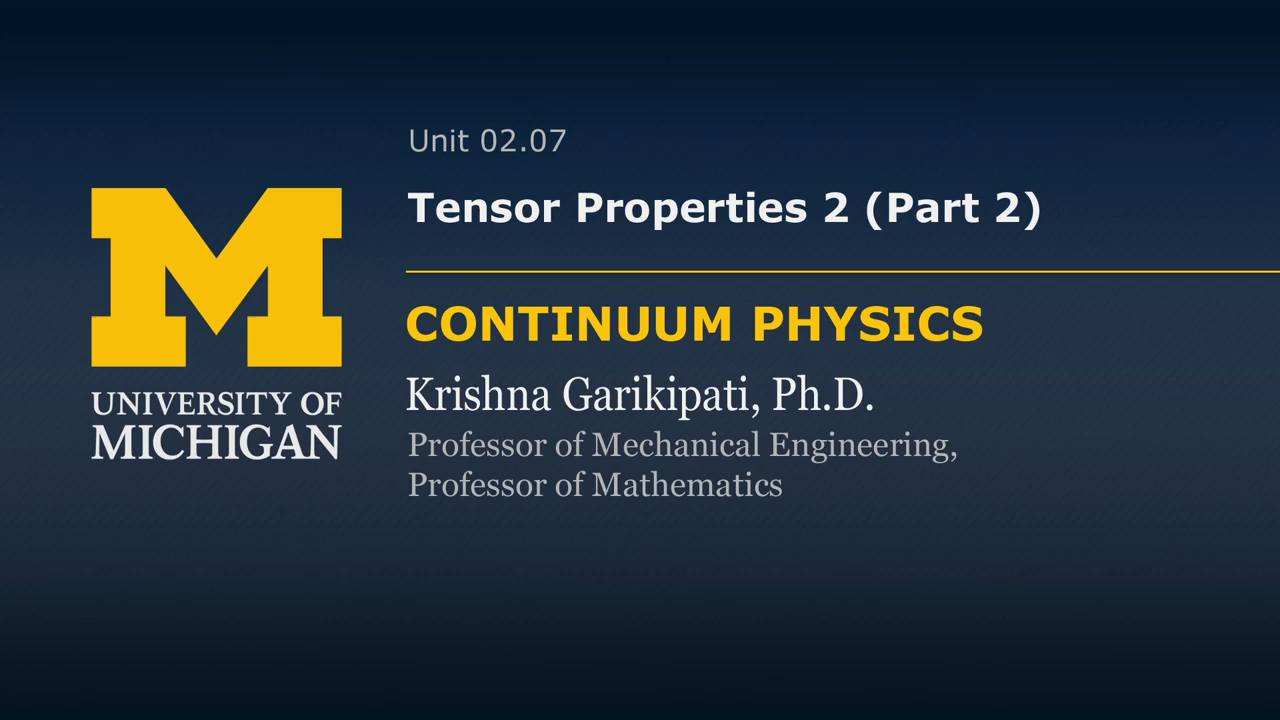 Unit 02.07
Tensor Properties 2 (Part 2)
CONTINUUM PHYSICS
Krishna Garikipati, Ph.D.
Professor of Mechanical Engineering,
Professor of Mathematics
M
UNIVERSITY OF
MICHIGAN